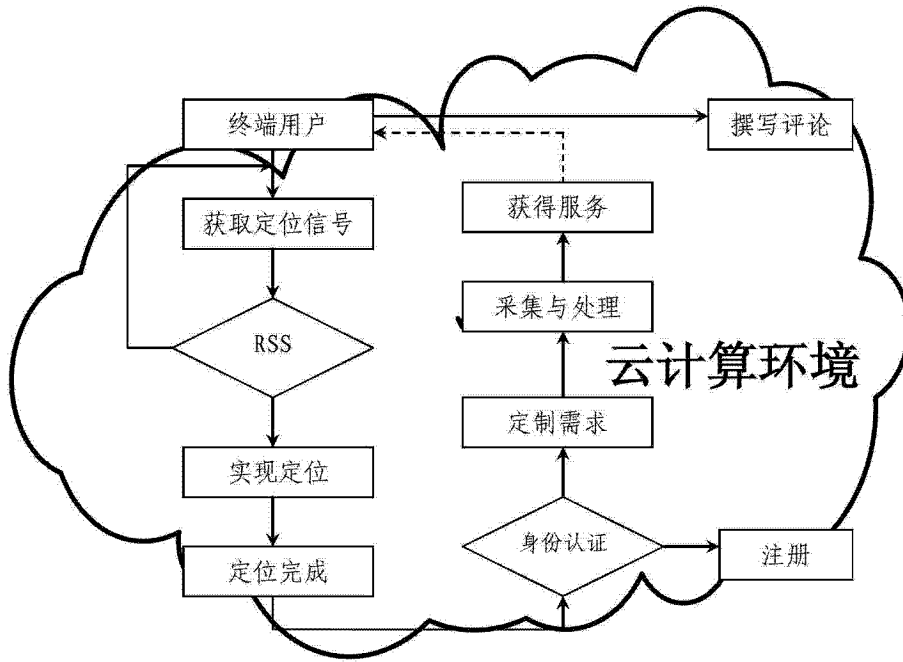 终端用户
撰写评论
获取定位信号
获得服务
采集与处理
RSS
云计算环境
定制需求
实现定位
身份认证
注册
定位完成